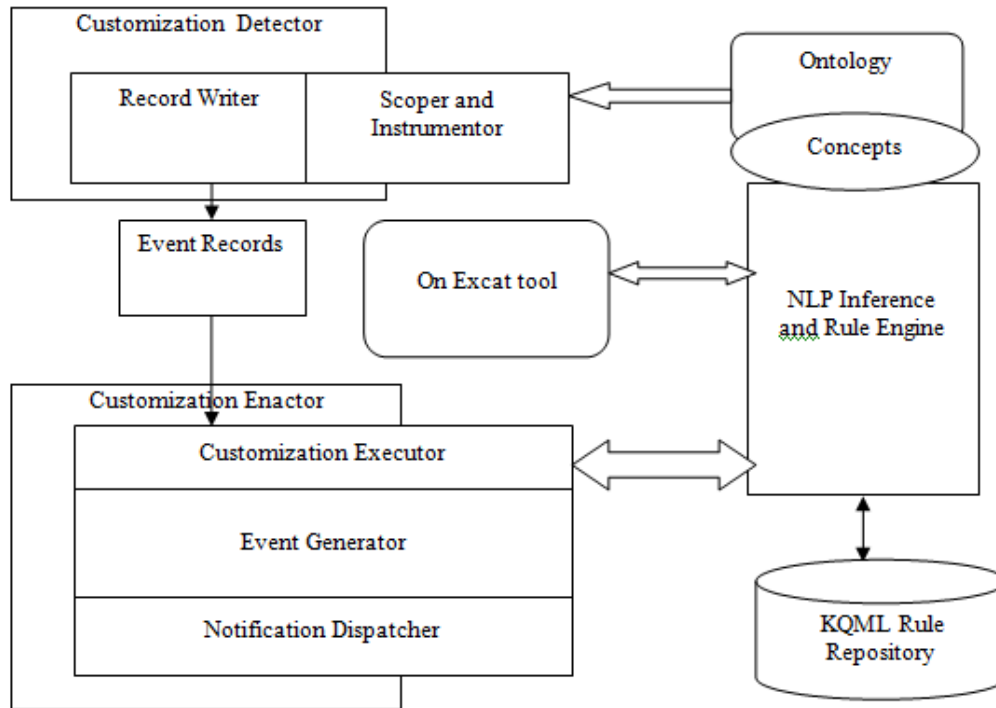 Customization Detector
Record Writer
Scoper and
Instrumentor
Ontology
Concepts
Event Records
On Excat tool
NLP Inference
and Rule Engine
Customization Enactor
Customization Executor
Event Generator
Notification Dispatcher
KQML Rule
Repository